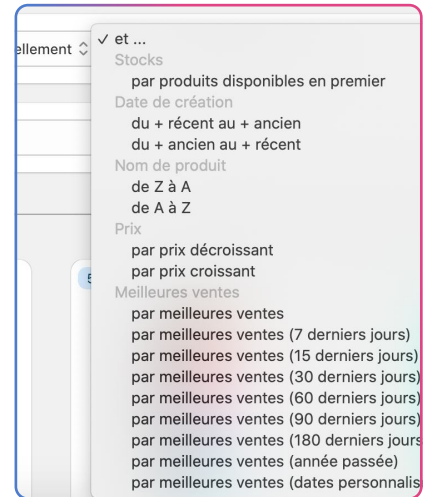 ellement
✓ et ...
Stocks
par produits disponibles en premier
Date de création
du + récent au + ancien
du + ancien au + récent
Nom de produit
de Z à A
de A à Z
Prix
par prix décroissant
par prix croissant
5
Meilleures ventes
par meilleures ventes
par meilleures ventes (7 derniers jours)
par meilleures ventes (15 derniers jours)
par meilleures ventes (30 derniers jours)
par meilleures ventes (60 derniers jours)
par meilleures ventes (90 derniers jours)
par meilleures ventes (180 derniers jours
par meilleures ventes (année passée)
par meilleures ventes (dates personnalis